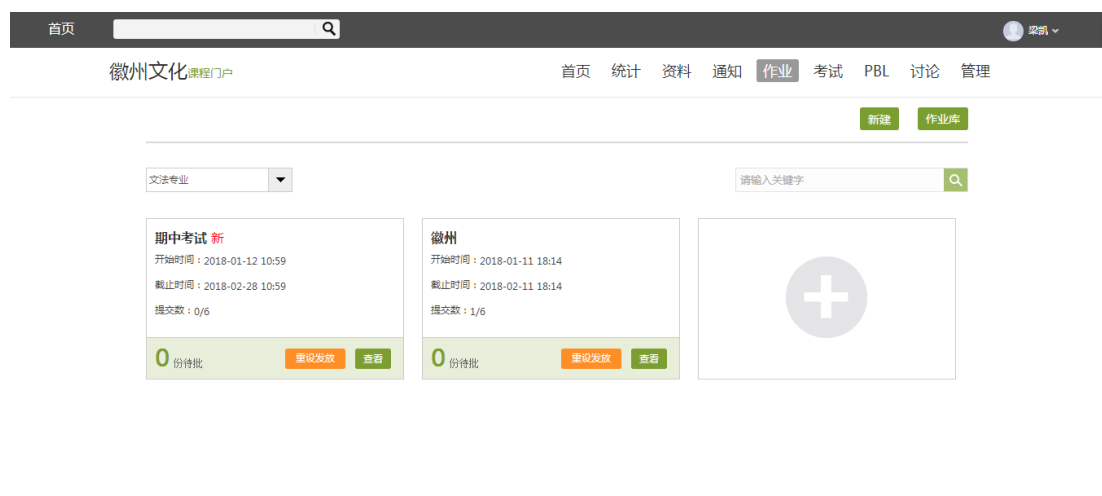 首页
梁凯
徽州文化课程门户
首页 统计 资料 通知 作业 考试 PBL 讨论 管理
新建 作业库
文法专业
请输入关键字
期中考试 新
开始时间：2018-01-12 10:59
截止时间：2018-02-28 10:59
提交数：0/6
0 份待批 重设发放 查看
徽州
开始时间：2018-01-11 18:14
截止时间：2018-02-11 18:14
提交数：1/6
0 份待批 重设发放 查看